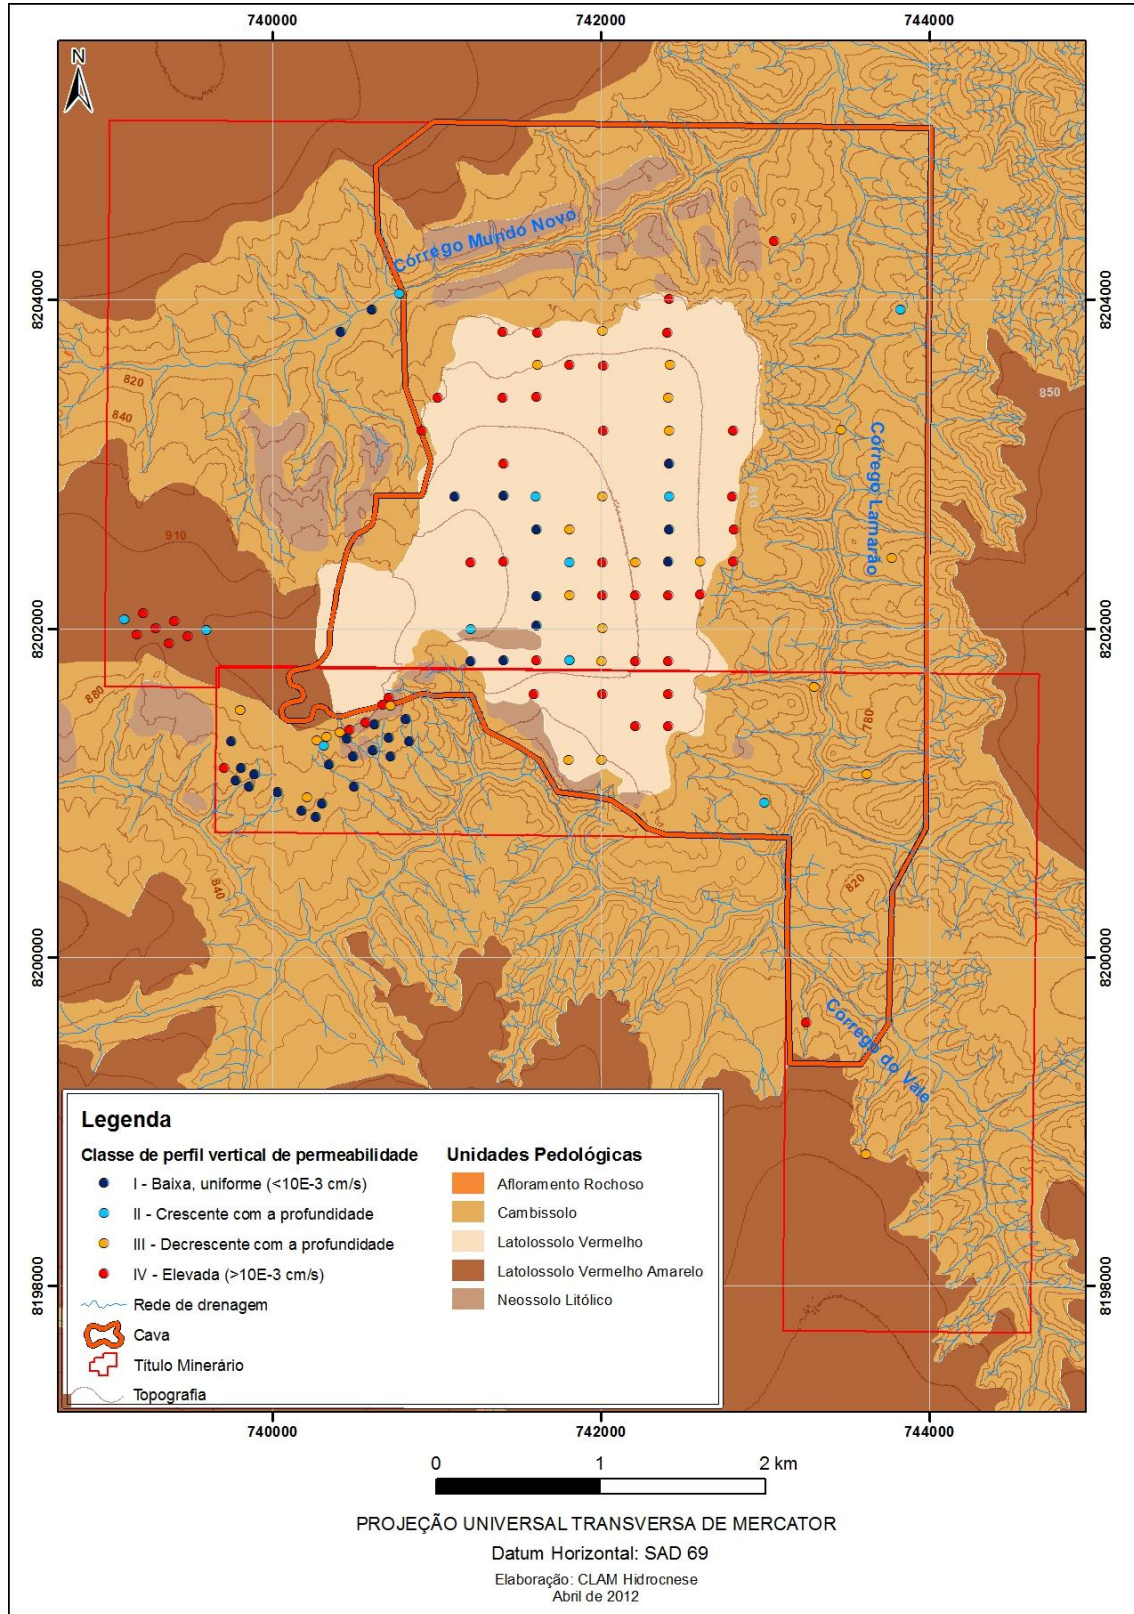 740000
742000
744000
N
Córrego Mundo Novo
8204000
8204000
820
840
850
Córrego Lamarão
910
910
8202000
8202000
880
780
820
840
8200000
8200000
Córrego do Vale
Legenda
Classe de perfil vertical de permeabilidade
I - Baixa, uniforme (<10E-3 cm/s)
II - Crescente com a profundidade
III - Decrescente com a profundidade
IV - Elevada (>10E-3 cm/s)
Rede de drenagem
Cava
Título Minerário
Topografia
Unidades Pedológicas
Afloramento Rochoso
Cambissolo
Latolossolo Vermelho
Latolossolo Vermelho Amarelo
Neossolo Litólico
8198000
8198000
740000
742000
744000
0
1
2 km
PROJEÇÃO UNIVERSAL TRANSVERSA DE MERCATOR
Datum Horizontal: SAD 69
Elaboração: CLAM Hidrocnese
Abril de 2012